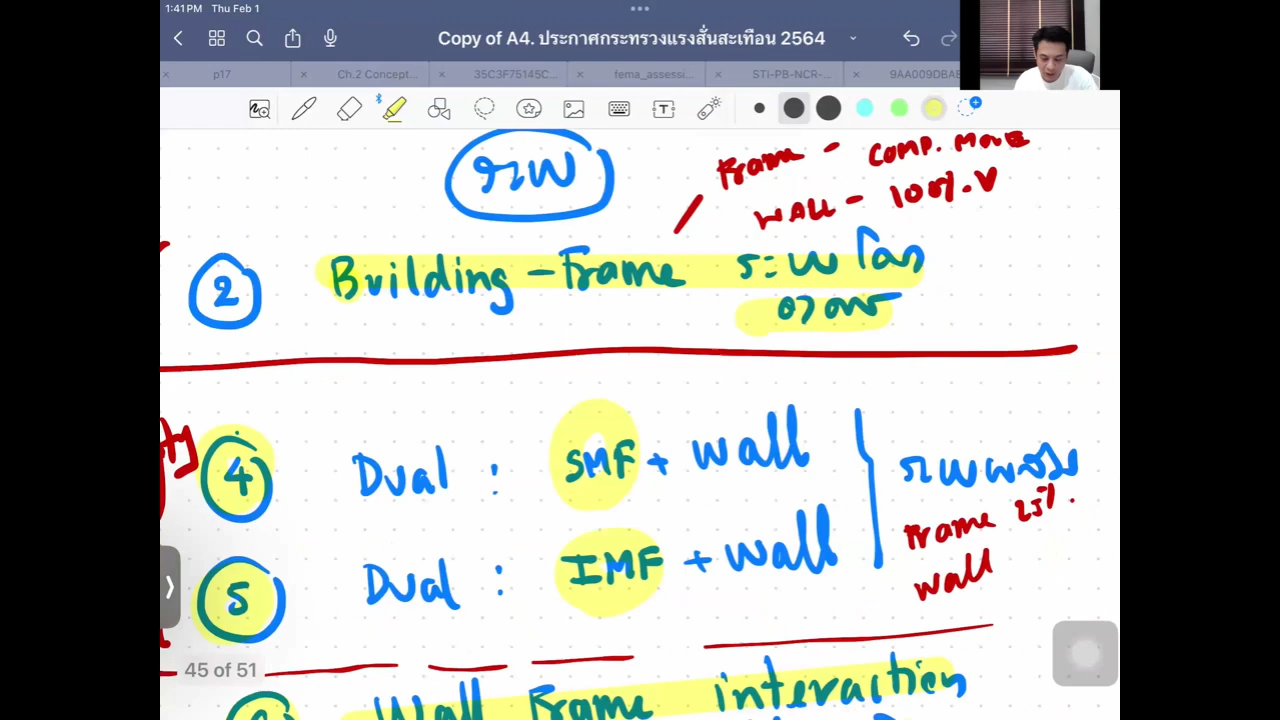 1:41 PM Thu Feb 1
Copy of A4. ประกาศกระทรวงแรงสั่นสะเทือน 2564
p17
Ch.2 Concept...
35C3F75145C...
fema_assessi...
STI-PB-NCR-...
9AA009DBAE
ระบบ
Frame - comp. Move
WALL - 100%.V
2 Building-Frame ระบบโครง
อาคาร
4 Dual : SMF + wall
ระบบผสม
Frame 25%.
5 Dual : IMF + wall
wall
45 of 51
Wall Frame interaction